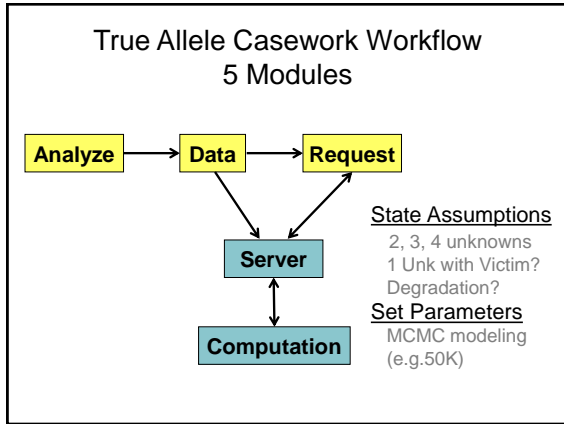 True Allele Casework Workflow
5 Modules
Analyze
Data
Request
State Assumptions
2, 3, 4 unknowns
Server
1 Unk with Victim?
Degradation?
Set Parameters
Computation
MCMC modeling
(e.g.50K)